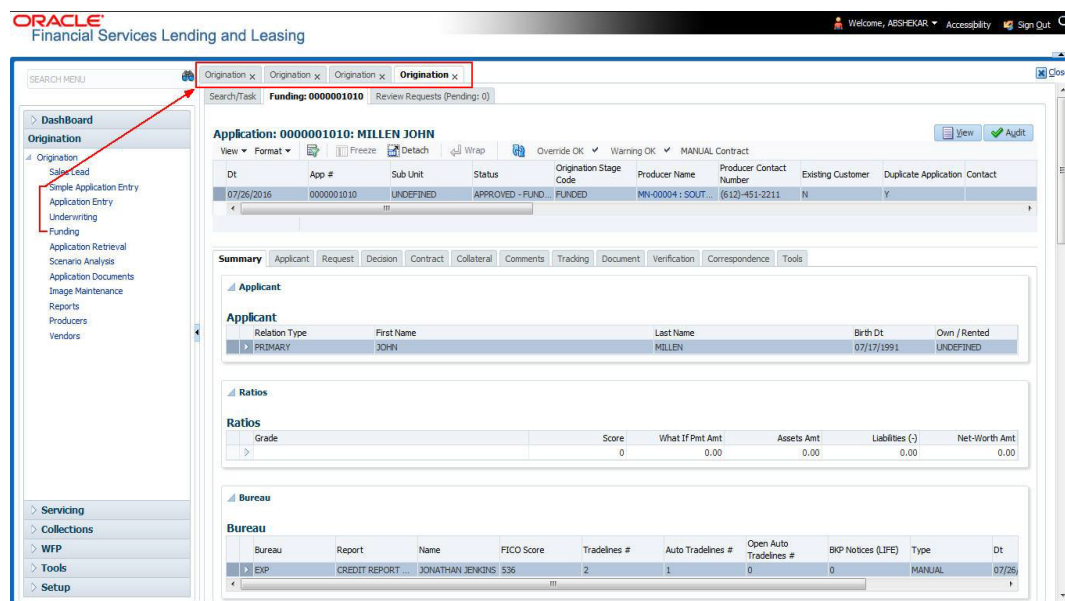 ORACLE
Financial Services Lending and Leasing
Welcome, ABSHEKAR Accessibility Sign Out
SEARCH MENU
DashBoard
Origination
Origination
Sales Lead
Simple Application Entry
Application Entry
Underwriting
Funding
Application Retrieval
Scenario Analysis
Application Documents
Image Maintenance
Reports
Producers
Vendors
Servicing
Collections
WFP
Tools
Setup
Origination x Origination x Origination x Origination x
Close
Search/Task Funding: 0000001010 Review Requests (Pending: 0)
Application: 0000001010: MILLEN JOHN
View Audit
View Format Freeze Detach Wrap Override OK Warning OK MANUAL Contract
Dt App # Sub Unit Status Origination Stage Code Producer Name Producer Contact Number Existing Customer Duplicate Application Contact
07/26/2016 0000001010 UNDEFINED APPROVED - FUND... FUNDED MN-00004 : SOUT... (612)-451-2211 N Y
Summary Applicant Request Decision Contract Collateral Comments Tracking Document Verification Correspondence Tools
Applicant
Applicant
Relation Type First Name Last Name Birth Dt Own / Rented
PRIMARY JOHN MILLEN 07/17/1991 UNDEFINED
Ratios
Ratios
Grade Score What If Pmt Amt Assets Amt Liabilities (-) Net-Worth Amt
0 0.00 0.00 0.00 0.00
Bureau
Bureau
Bureau Report Name FICO Score Tradelines # Auto Tradelines # Open Auto Tradelines # BKP Notices (LIFE) Type Dt
EXP CREDIT REPORT ... JONATHAN JENKINS 536 2 1 0 0 MANUAL 07/26/